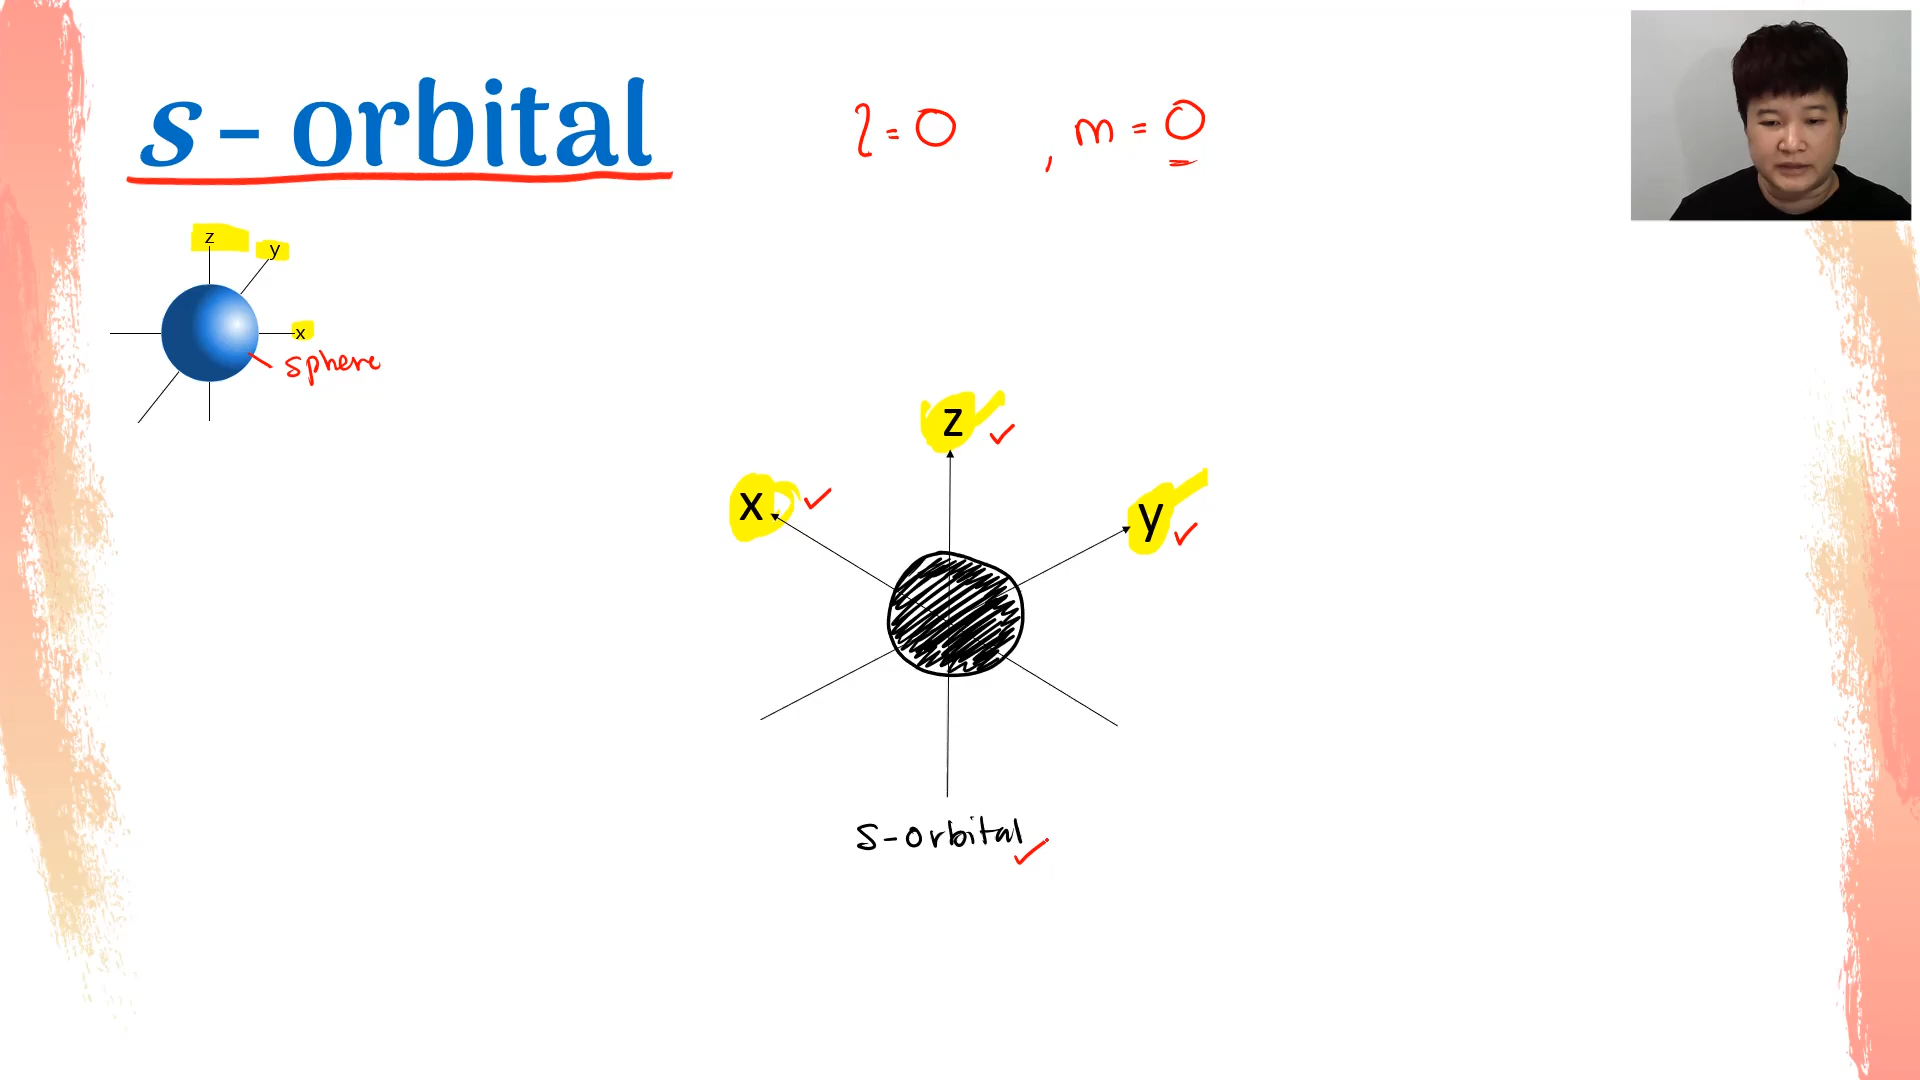 s - orbital
l = 0 , m = 0
z
y
x
sphere
z
x
y
s-orbital